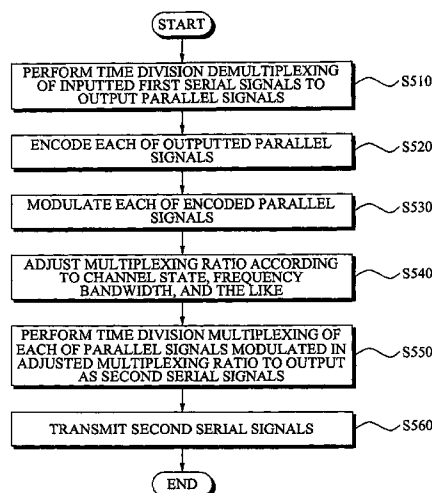 START
PERFORM TIME DIVISION DEMULTIPLEXING
OF INPUTTED FIRST SERIAL SIGNALS TO
OUTPUT PARALLEL SIGNALS
S510
ENCODE EACH OF OUTPUTTED PARALLEL
SIGNALS
S520
MODULATE EACH OF ENCODED PARALLEL
SIGNALS
S530
ADJUST MULTIPLEXING RATIO ACCORDING
TO CHANNEL STATE, FREQUENCY
BANDWIDTH, AND THE LIKE
S540
PERFORM TIME DIVISION MULTIPLEXING OF
EACH OF PARALLEL SIGNALS MODULATED IN
ADJUSTED MULTIPLEXING RATIO TO OUTPUT
AS SECOND SERIAL SIGNALS
S550
TRANSMIT SECOND SERIAL SIGNALS
S560
END